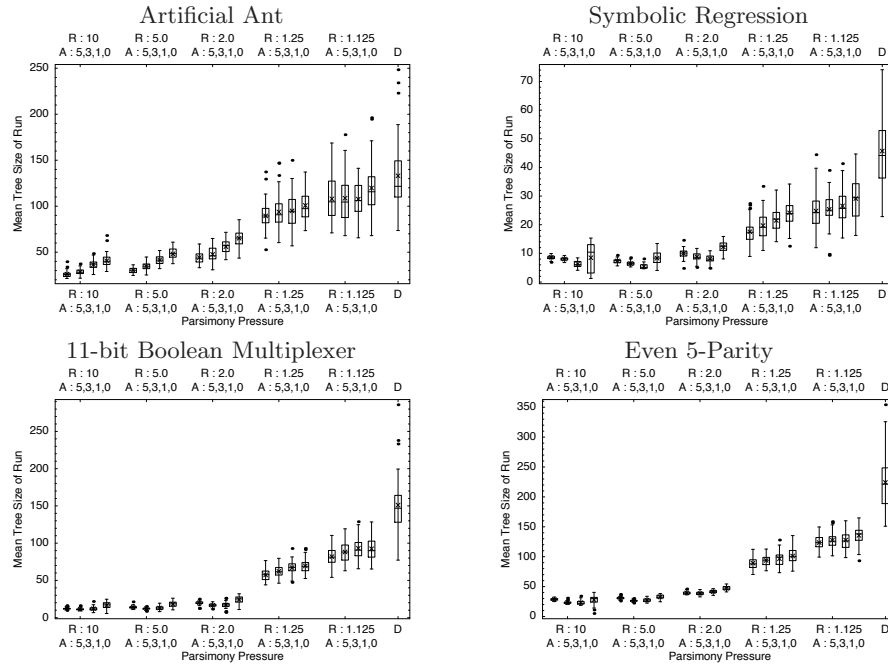 Artificial Ant
R : 10 R : 5.0 R : 2.0 R : 1.25 R : 1.125 D
A : 5,3,1,0 A : 5,3,1,0 A : 5,3,1,0 A : 5,3,1,0 A : 5,3,1,0
250
200
150
100
50
Mean Tree Size of Run
R : 10 R : 5.0 R : 2.0 R : 1.25 R : 1.125 D
A : 5,3,1,0 A : 5,3,1,0 A : 5,3,1,0 A : 5,3,1,0 A : 5,3,1,0
Parsimony Pressure
Symbolic Regression
R : 10 R : 5.0 R : 2.0 R : 1.25 R : 1.125 D
A : 5,3,1,0 A : 5,3,1,0 A : 5,3,1,0 A : 5,3,1,0 A : 5,3,1,0
70
60
50
40
30
20
10
0
Mean Tree Size of Run
R : 10 R : 5.0 R : 2.0 R : 1.25 R : 1.125 D
A : 5,3,1,0 A : 5,3,1,0 A : 5,3,1,0 A : 5,3,1,0 A : 5,3,1,0
Parsimony Pressure
11-bit Boolean Multiplexer
R : 10 R : 5.0 R : 2.0 R : 1.25 R : 1.125 D
A : 5,3,1,0 A : 5,3,1,0 A : 5,3,1,0 A : 5,3,1,0 A : 5,3,1,0
250
200
150
100
50
0
Mean Tree Size of Run
R : 10 R : 5.0 R : 2.0 R : 1.25 R : 1.125 D
A : 5,3,1,0 A : 5,3,1,0 A : 5,3,1,0 A : 5,3,1,0 A : 5,3,1,0
Parsimony Pressure
Even 5-Parity
R : 10 R : 5.0 R : 2.0 R : 1.25 R : 1.125 D
A : 5,3,1,0 A : 5,3,1,0 A : 5,3,1,0 A : 5,3,1,0 A : 5,3,1,0
350
300
250
200
150
100
50
0
Mean Tree Size of Run
R : 10 R : 5.0 R : 2.0 R : 1.25 R : 1.125 D
A : 5,3,1,0 A : 5,3,1,0 A : 5,3,1,0 A : 5,3,1,0 A : 5,3,1,0
Parsimony Pressure